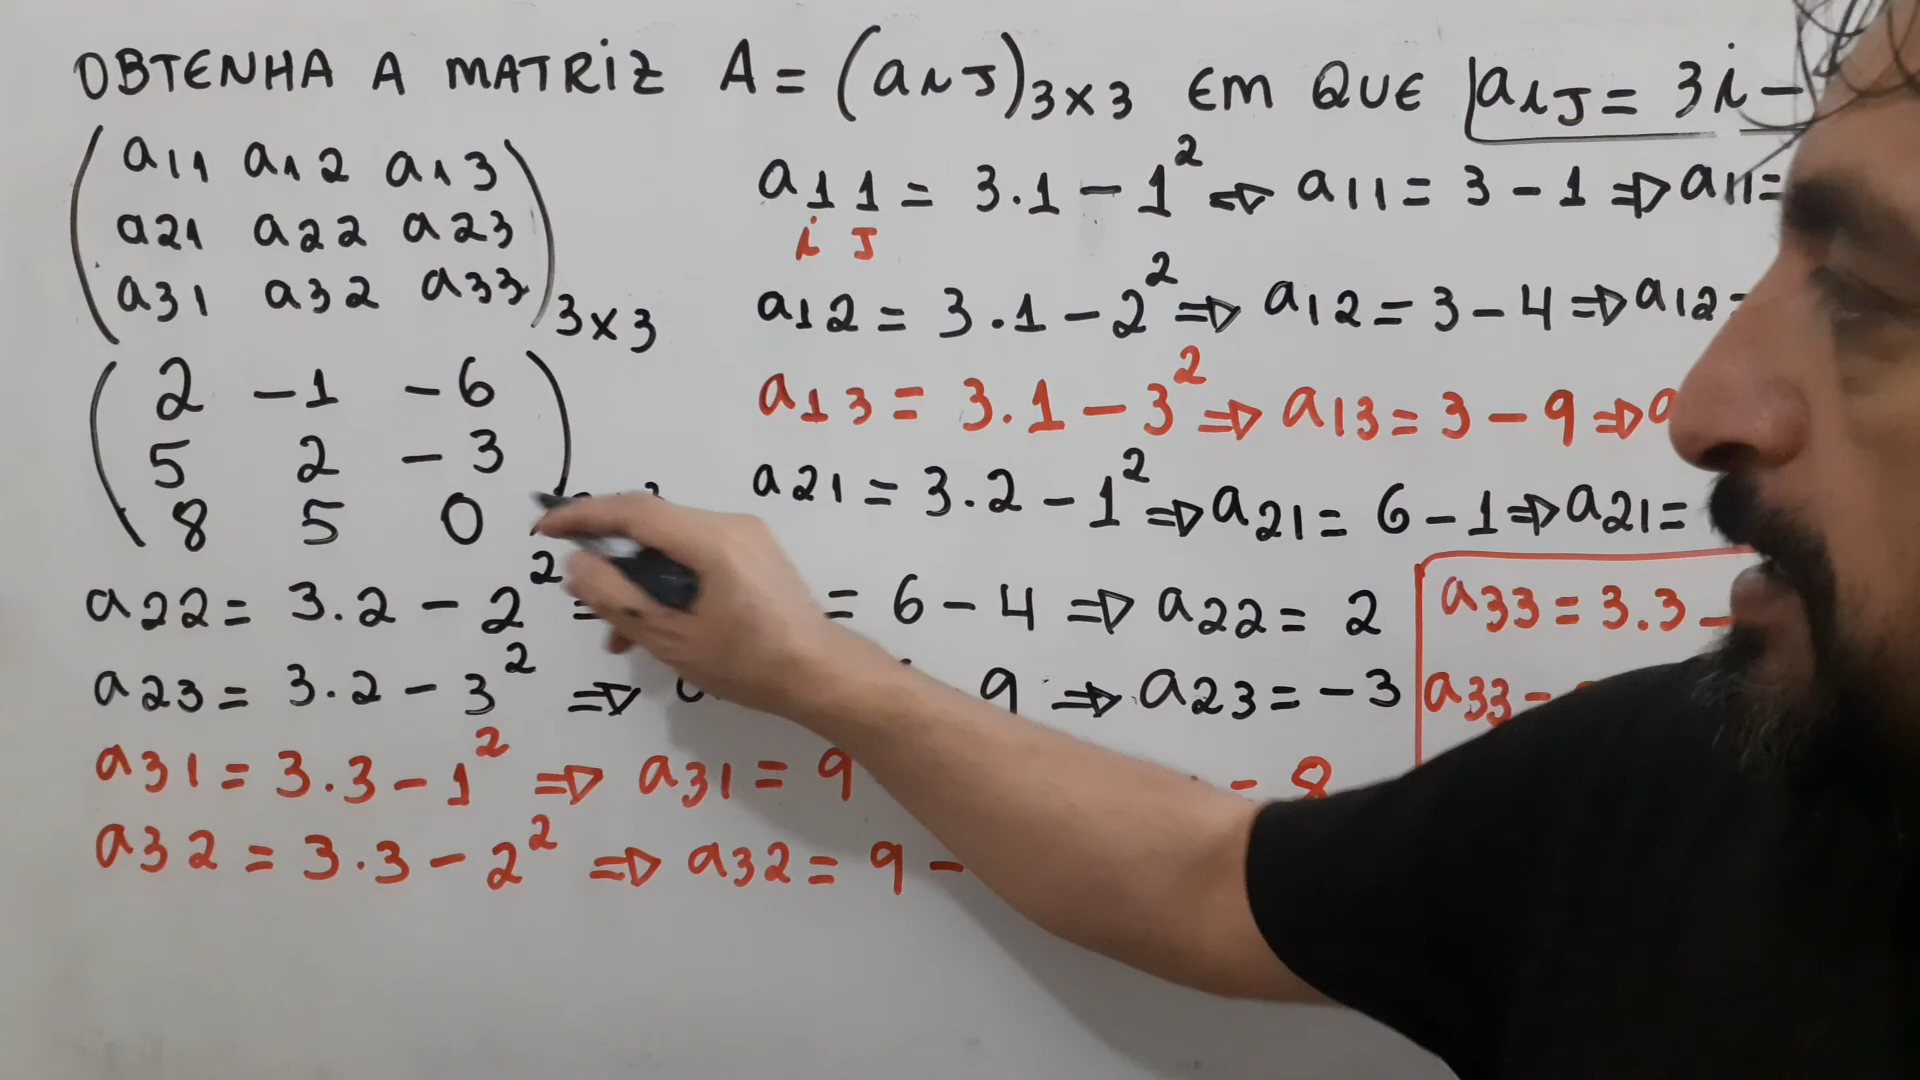 OBTENHA A MATRIZ A = (aij)3x3 EM QUE aij = 3i -
a11 a12 a13
a21 a22 a23
a31 a32 a33
3x3
2 -1 -6
5 2 -3
8 5 0
a11 = 3.1 - 1² ⇒ a11 = 3 - 1 ⇒ a11 =
i J
a12 = 3.1 - 2² ⇒ a12 = 3 - 4 ⇒ a12 =
a13 = 3.1 - 3² ⇒ a13 = 3 - 9 ⇒ a
a21 = 3.2 - 1² ⇒ a21 = 6 - 1 ⇒ a21 =
a22 = 3.2 - 2² = = 6 - 4 ⇒ a22 = 2
a23 = 3.2 - 3² ⇒ - 9 ⇒ a23 = -3
a31 = 3.3 - 1² ⇒ a31 = 9 = 8
a32 = 3.3 - 2² ⇒ a32 = 9 -
a33 = 3.3 -
a33 =